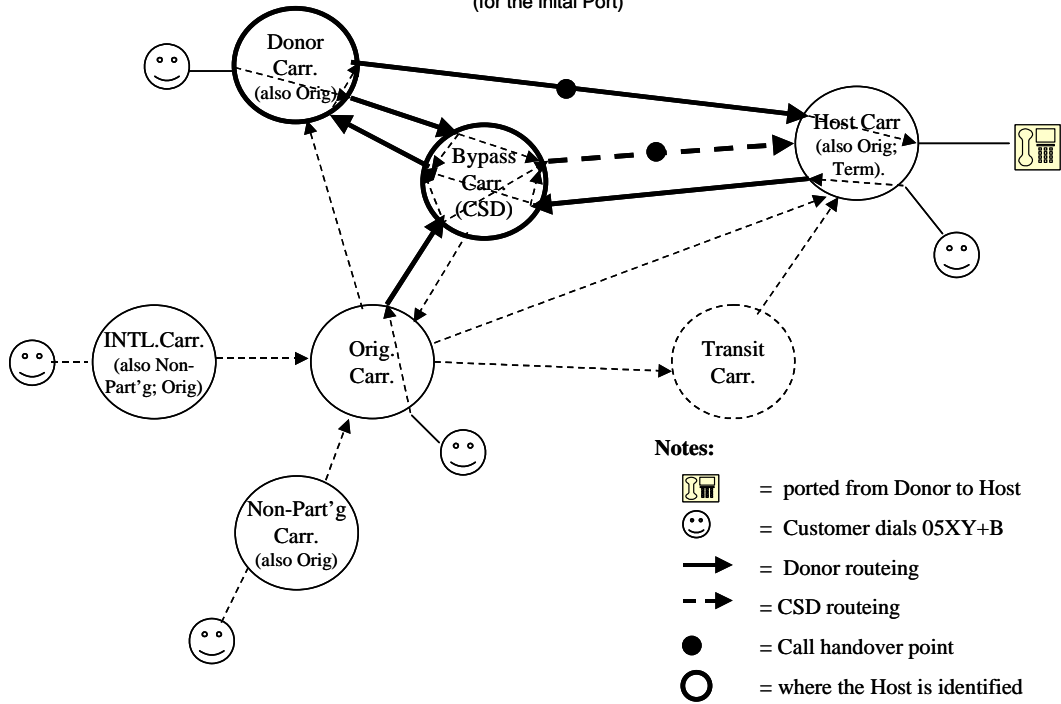 (for the Inital Port)
Donor
Carr.
(also Orig)
Bypass
Carr.
(CSD)
Host Carr
(also Orig;
Term).
INTL.Carr.
(also Non-
Part'g; Orig)
Orig.
Carr.
Transit
Carr.
Non-Part'g
Carr.
(also Orig)
Notes:
= ported from Donor to Host
= Customer dials 05XY+B
= Donor routeing
= CSD routeing
= Call handover point
= where the Host is identified